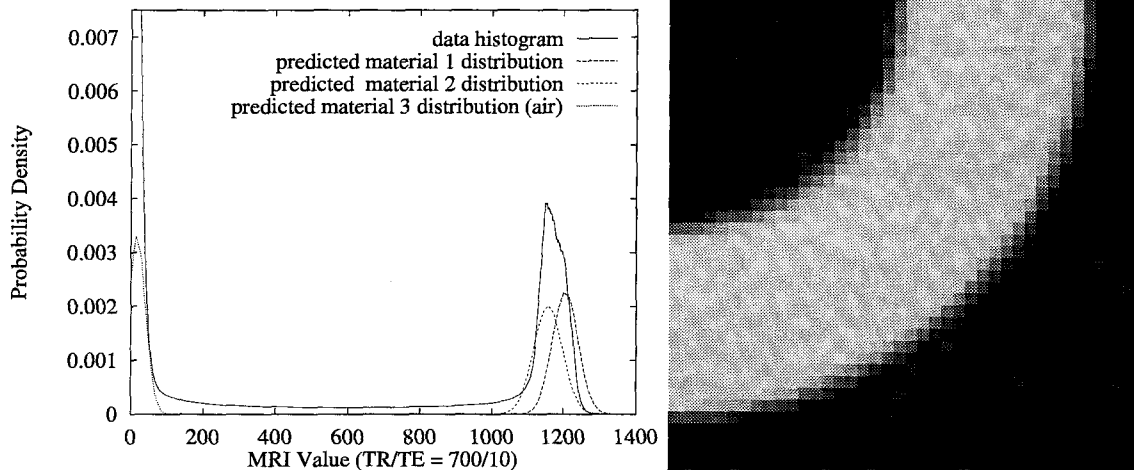 0.007
0.006
0.005
0.004
0.003
0.002
0.001
0
Probability Density
data histogram
predicted material 1 distribution
predicted material 2 distribution
predicted material 3 distribution (air)
0 200 400 600 800 1000 1200 1400
MRI Value (TR/TE = 700/10)